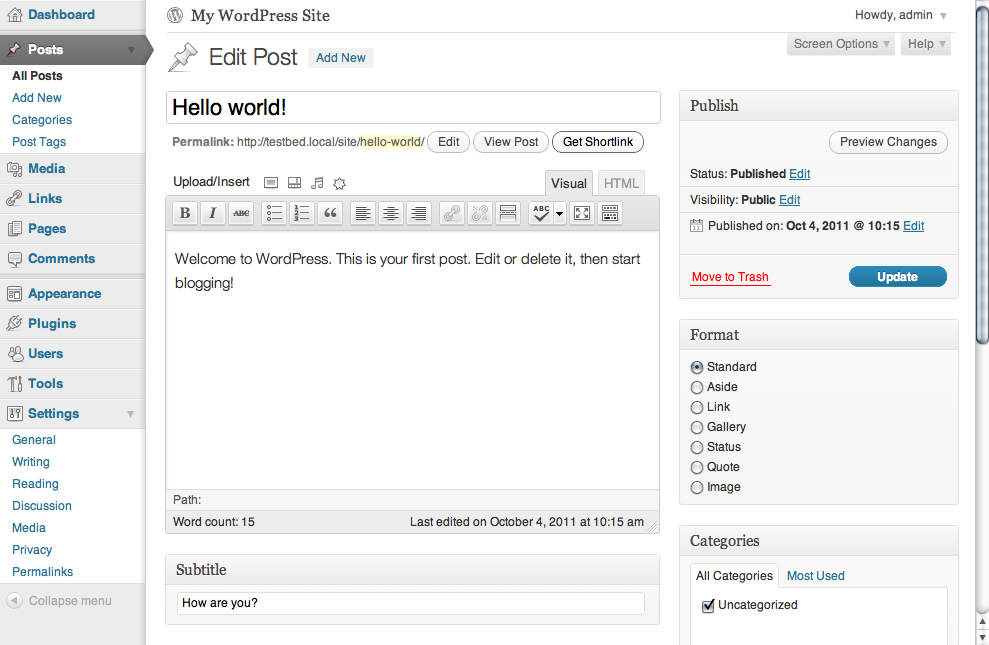 Dashboard
Posts
All Posts
Add New
Categories
Post Tags
Media
Links
Pages
Comments
Appearance
Plugins
Users
Tools
Settings
General
Writing
Reading
Discussion
Media
Privacy
Permalinks
Collapse menu
My WordPress Site
Howdy, admin
Screen Options
Help
Edit Post Add New
Hello world!
Permalink: http://testbed.local/site/hello-world/ Edit View Post Get Shortlink
Upload/Insert
Visual HTML
B I ABC 1 2 3 “ ABC
Welcome to WordPress. This is your first post. Edit or delete it, then start
blogging!
Path:
Word count: 15 Last edited on October 4, 2011 at 10:15 am
Subtitle
How are you?
Publish
Preview Changes
Status: Published Edit
Visibility: Public Edit
Published on: Oct 4, 2011 @ 10:15 Edit
Move to Trash Update
Format
Standard
Aside
Link
Gallery
Status
Quote
Image
Categories
All Categories Most Used
Uncategorized